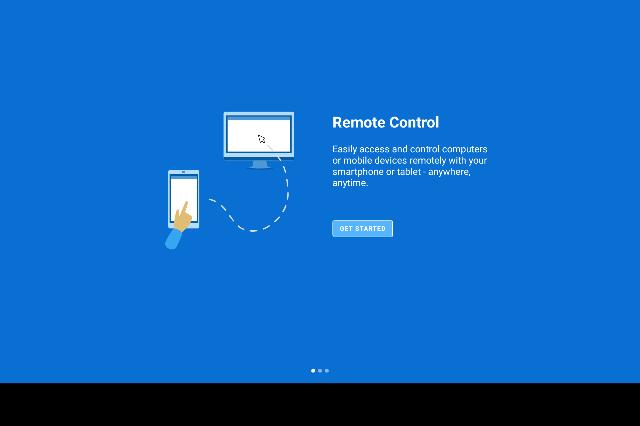 Remote Control
Easily access and control computers
or mobile devices remotely with your
smartphone or tablet - anywhere,
anytime.
GET STARTED